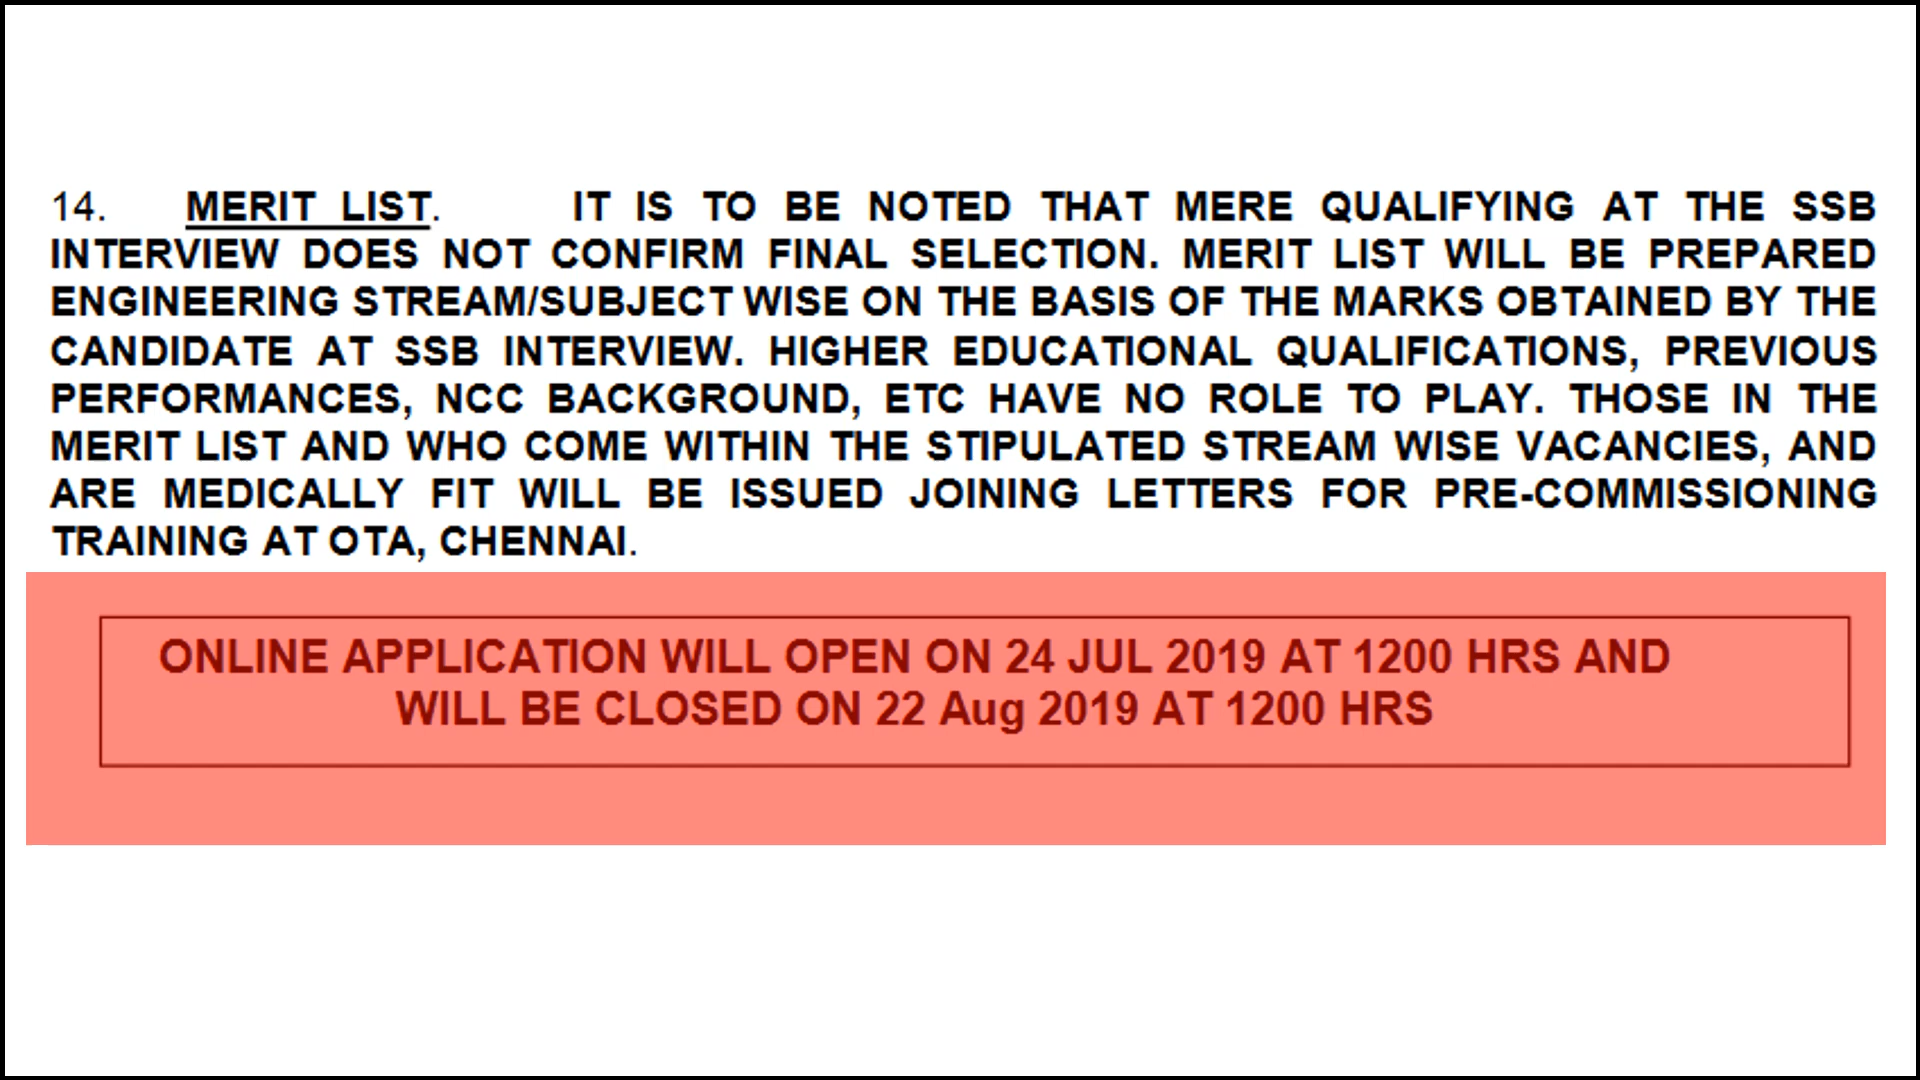 14. MERIT LIST. IT IS TO BE NOTED THAT MERE QUALIFYING AT THE SSB
INTERVIEW DOES NOT CONFIRM FINAL SELECTION. MERIT LIST WILL BE PREPARED
ENGINEERING STREAM/SUBJECT WISE ON THE BASIS OF THE MARKS OBTAINED BY THE
CANDIDATE AT SSB INTERVIEW. HIGHER EDUCATIONAL QUALIFICATIONS, PREVIOUS
PERFORMANCES, NCC BACKGROUND, ETC HAVE NO ROLE TO PLAY. THOSE IN THE
MERIT LIST AND WHO COME WITHIN THE STIPULATED STREAM WISE VACANCIES, AND
ARE MEDICALLY FIT WILL BE ISSUED JOINING LETTERS FOR PRE-COMMISSIONING
TRAINING AT OTA, CHENNAI.
ONLINE APPLICATION WILL OPEN ON 24 JUL 2019 AT 1200 HRS AND
WILL BE CLOSED ON 22 Aug 2019 AT 1200 HRS